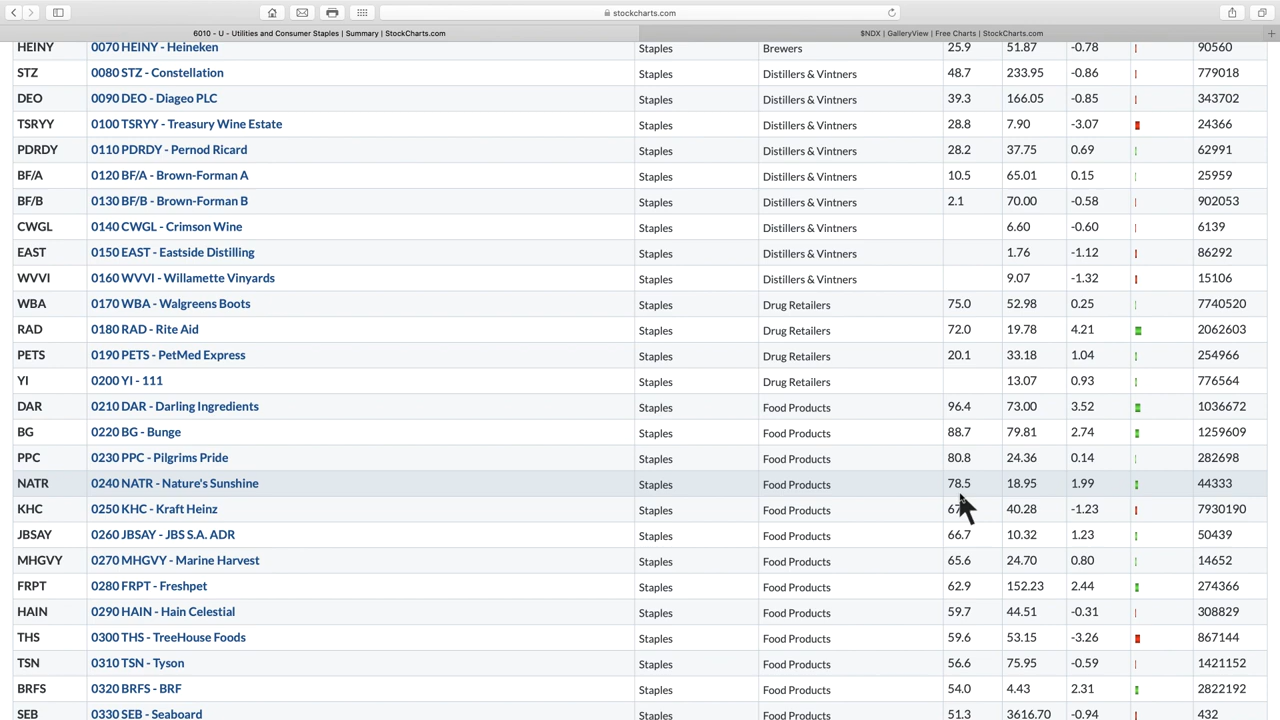 stockcharts.com
6010 - U - Utilities and Consumer Staples | Summary | StockCharts.com $NDX | GalleryView | Free Charts | StockCharts.com
HEINY 0070 HEINY - Heineken Staples Brewers 25.9 51.87 -0.78 90560
STZ 0080 STZ - Constellation Staples Distillers & Vintners 48.7 233.95 -0.86 779018
DEO 0090 DEO - Diageo PLC Staples Distillers & Vintners 39.3 166.05 -0.85 343702
TSRYY 0100 TSRYY - Treasury Wine Estate Staples Distillers & Vintners 28.8 7.90 -3.07 24366
PDRDY 0110 PDRDY - Pernod Ricard Staples Distillers & Vintners 28.2 37.75 0.69 62991
BF/A 0120 BF/A - Brown-Forman A Staples Distillers & Vintners 10.5 65.01 0.15 25959
BF/B 0130 BF/B - Brown-Forman B Staples Distillers & Vintners 2.1 70.00 -0.58 902053
CWGL 0140 CWGL - Crimson Wine Staples Distillers & Vintners 6.60 -0.60 6139
EAST 0150 EAST - Eastside Distilling Staples Distillers & Vintners 1.76 -1.12 86292
WVVI 0160 WVVI - Willamette Vinyards Staples Distillers & Vintners 9.07 -1.32 15106
WBA 0170 WBA - Walgreens Boots Staples Drug Retailers 75.0 52.98 0.25 7740520
RAD 0180 RAD - Rite Aid Staples Drug Retailers 72.0 19.78 4.21 2062603
PETS 0190 PETS - PetMed Express Staples Drug Retailers 20.1 33.18 1.04 254966
YI 0200 YI - 111 Staples Drug Retailers 13.07 0.93 776564
DAR 0210 DAR - Darling Ingredients Staples Food Products 96.4 73.00 3.52 1036672
BG 0220 BG - Bunge Staples Food Products 88.7 79.81 2.74 1259609
PPC 0230 PPC - Pilgrims Pride Staples Food Products 80.8 24.36 0.14 282698
NATR 0240 NATR - Nature's Sunshine Staples Food Products 78.5 18.95 1.99 44333
KHC 0250 KHC - Kraft Heinz Staples Food Products 40.28 -1.23 7930190
JBSAY 0260 JBSAY - JBS S.A. ADR Staples Food Products 66.7 10.32 1.23 50439
MHGVY 0270 MHGVY - Marine Harvest Staples Food Products 65.6 24.70 0.80 14652
FRPT 0280 FRPT - Freshpet Staples Food Products 62.9 152.23 2.44 274366
HAIN 0290 HAIN - Hain Celestial Staples Food Products 59.7 44.51 -0.31 308829
THS 0300 THS - TreeHouse Foods Staples Food Products 59.6 53.15 -3.26 867144
TSN 0310 TSN - Tyson Staples Food Products 56.6 75.95 -0.59 1421152
BRFS 0320 BRFS - BRF Staples Food Products 54.0 4.43 2.31 2822192
SEB 0330 SEB - Seaboard Staples Food Products 51.3 3616.70 -0.94 432